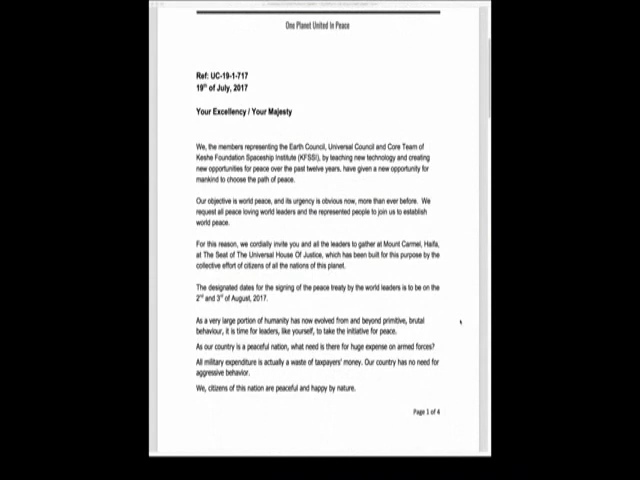 One Planet United In Peace
Ref: UC-19-1-717
19th of July, 2017
Your Excellency / Your Majesty
We, the members representing the Earth Council, Universal Council and Core Team of
Keshe Foundation Spaceship Institute (KFSSI), by teaching new technology and creating
new opportunities for peace over the past twelve years, have given a new opportunity for
mankind to choose the path of peace.
Our objective is world peace, and its urgency is obvious now, more than ever before. We
request all peace loving world leaders and the represented people to join us to establish
world peace.
For this reason, we cordially invite you and all the leaders to gather at Mount Carmel, Haifa,
at The Seat of The Universal House Of Justice, which has been built for this purpose by the
collective effort of citizens of all the nations of this planet.
The designated dates for the signing of the peace treaty by the world leaders is to be on the
2nd and 3rd of August, 2017.
As a very large portion of humanity has now evolved from and beyond primitive, brutal
behaviour, it is time for leaders, like yourself, to take the initiative for peace.
As our country is a peaceful nation, what need is there for huge expense on armed forces?
All military expenditure is actually a waste of taxpayers' money. Our country has no need for
aggressive behavior.
We, citizens of this nation are peaceful and happy by nature.
Page 1 of 4